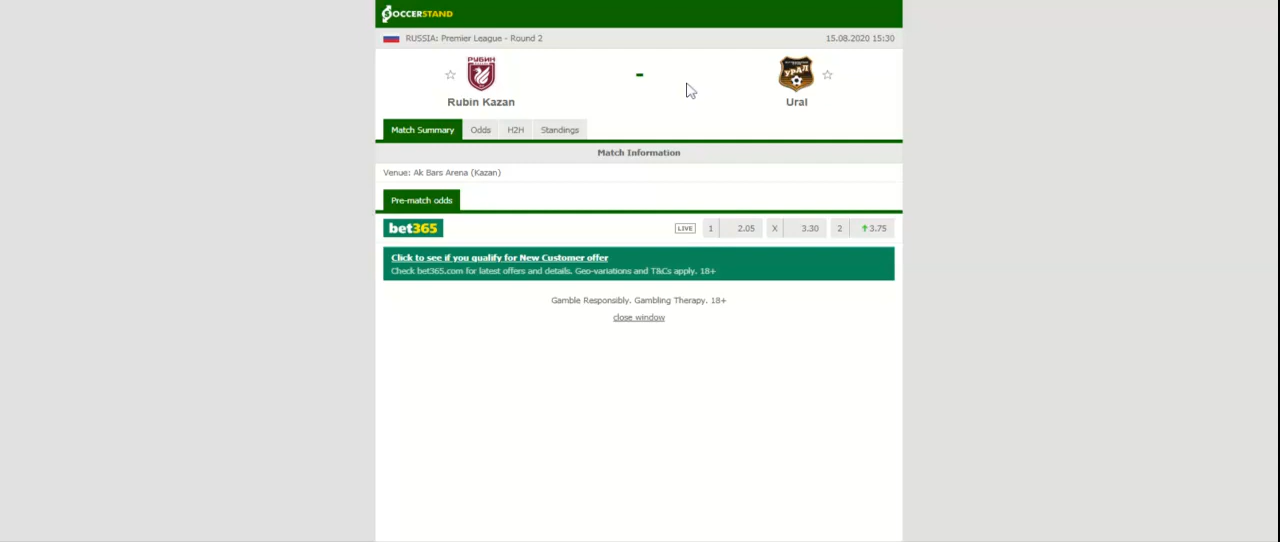 SOCCERSTAND
RUSSIA: Premier League - Round 2 15.08.2020 15:30
РУБИН
УРАЛ
-
Rubin Kazan Ural
Match Summary Odds H2H Standings
Match Information
Venue: Ak Bars Arena (Kazan)
Pre-match odds
bet365 LIVE 1 2.05 X 3.30 2 3.75
Click to see if you qualify for New Customer offer
Check bet365.com for latest offers and details. Geo-variations and T&Cs apply. 18+
Gamble Responsibly. Gambling Therapy. 18+
close window